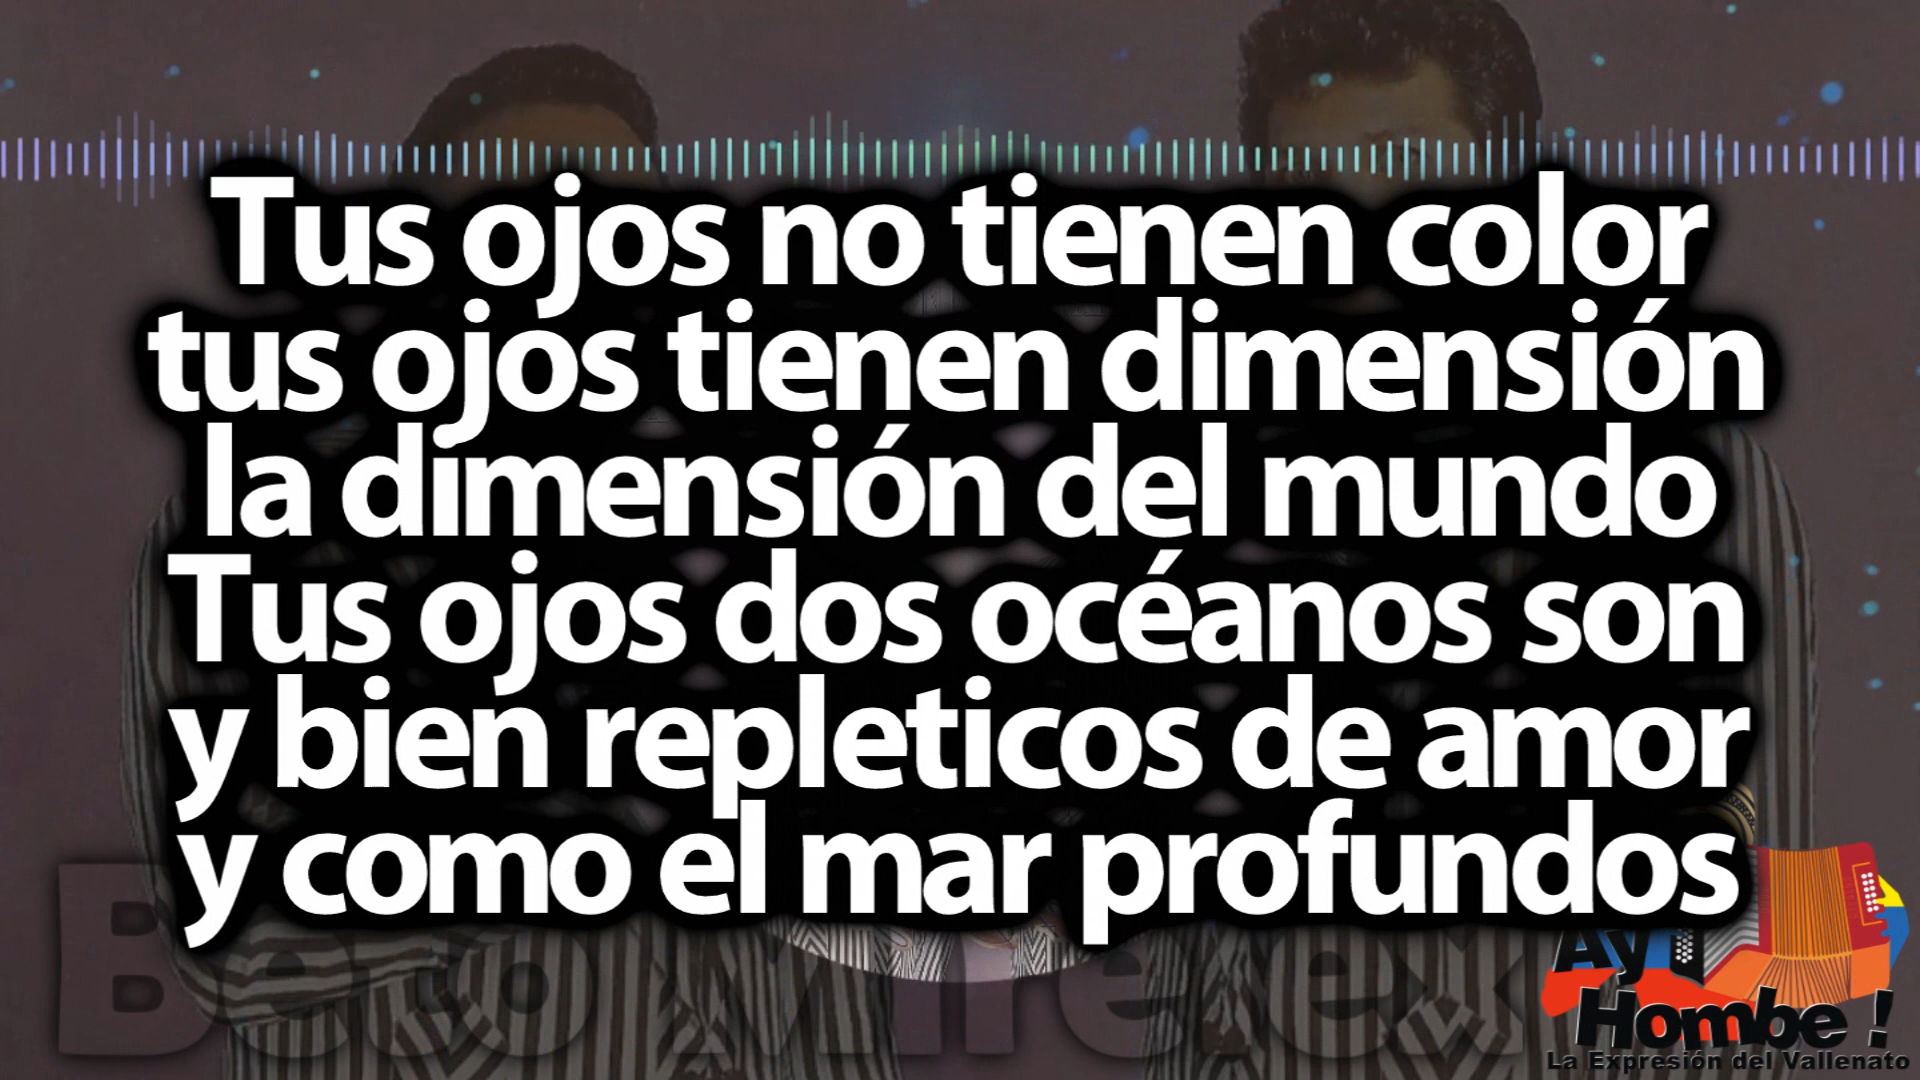 Tus ojos no tienen color
tus ojos tienen dimensión
la dimensión del mundo
Tus ojos dos océanos son
y bien repleticos de amor
y como el mar profundos
Beto
Ay
Hombe !
La Expresión del Vallenato